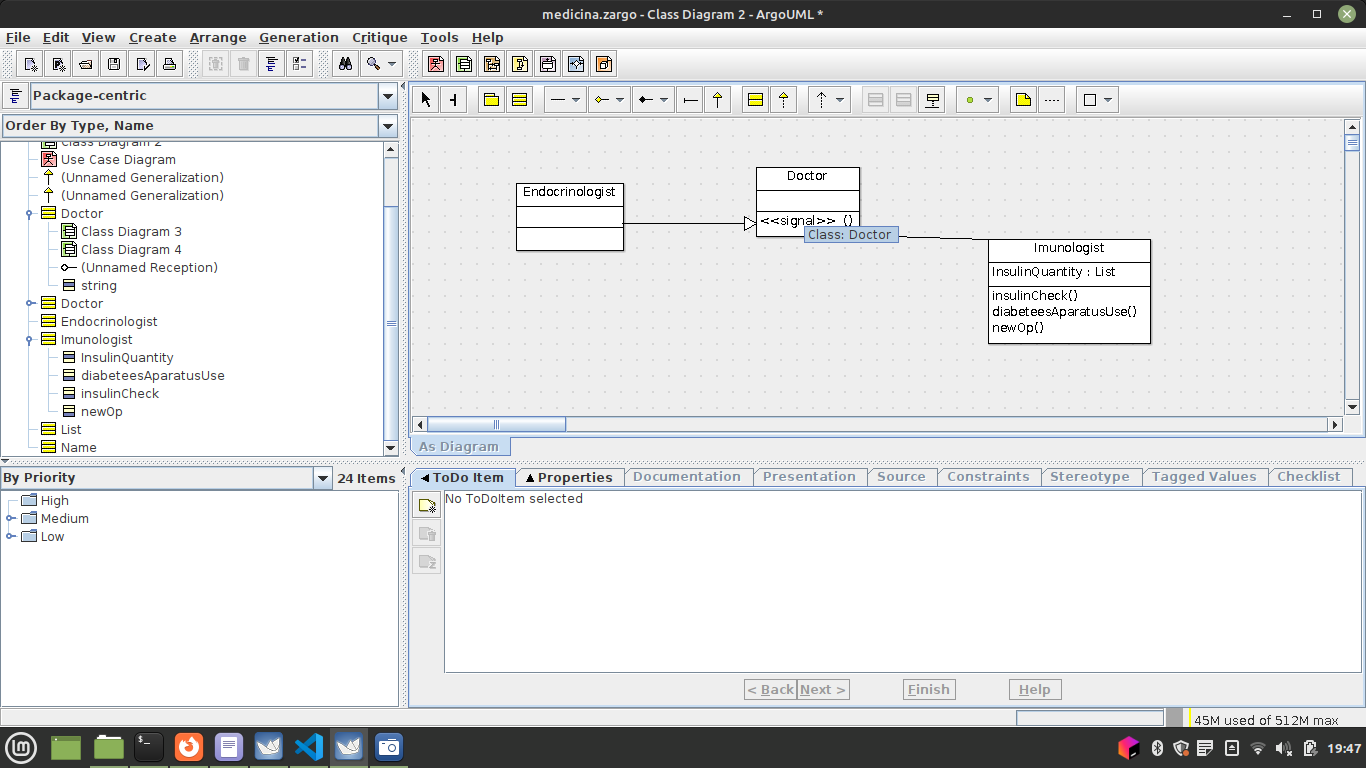 medicina.zargo - Class Diagram 2 - ArgoUML *
File Edit View Create Arrange Generation Critique Tools Help
Package-centric
Order By Type, Name
Class Diagram 2
Use Case Diagram
(Unnamed Generalization)
(Unnamed Generalization)
Doctor
Class Diagram 3
Class Diagram 4
(Unnamed Reception)
string
Doctor
Endocrinologist
Imunologist
InsulinQuantity
diabeteesAparatusUse
insulinCheck
newOp
List
Name
Endocrinologist
Doctor
<<signal>> ()
Class: Doctor
Imunologist
InsulinQuantity : List
insulinCheck()
diabeteesAparatusUse()
newOp()
As Diagram
By Priority 24 Items
High
Medium
Low
ToDo Item Properties Documentation Presentation Source Constraints Stereotype Tagged Values Checklist
No ToDoItem selected
< Back Next > Finish Help
45M used of 512M max
19:47